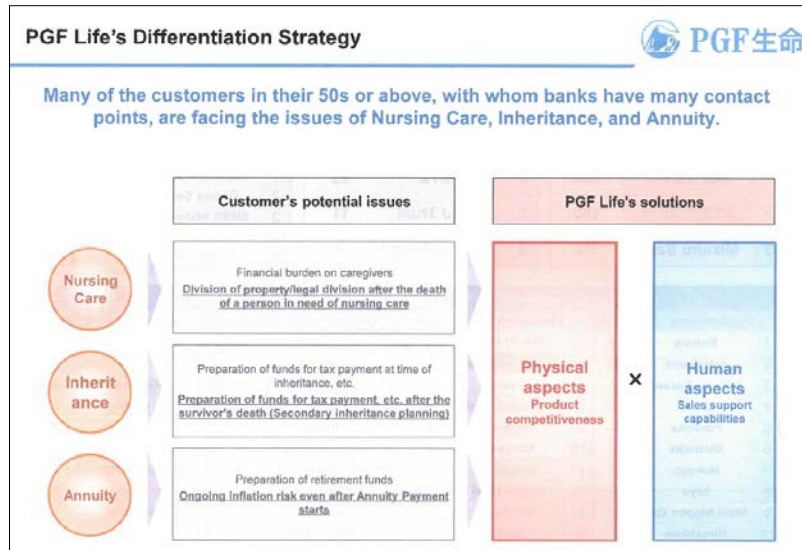 PGF Life's Differentiation Strategy
PGF生命
Many of the customers in their 50s or above, with whom banks have many contact
points, are facing the issues of Nursing Care, Inheritance, and Annuity.
Customer's potential issues
PGF Life's solutions
Nursing
Care
Financial burden on caregivers
Division of property/legal division after the death
of a person in need of nursing care
Inherit
ance
Preparation of funds for tax payment at time of
inheritance, etc.
Preparation of funds for tax payment, etc. after the
survivor's death (Secondary inheritance planning)
Annuity
Preparation of retirement funds
Ongoing inflation risk even after Annuity Payment
starts
Physical
aspects
Product
competitiveness
×
Human
aspects
Sales support
capabilities